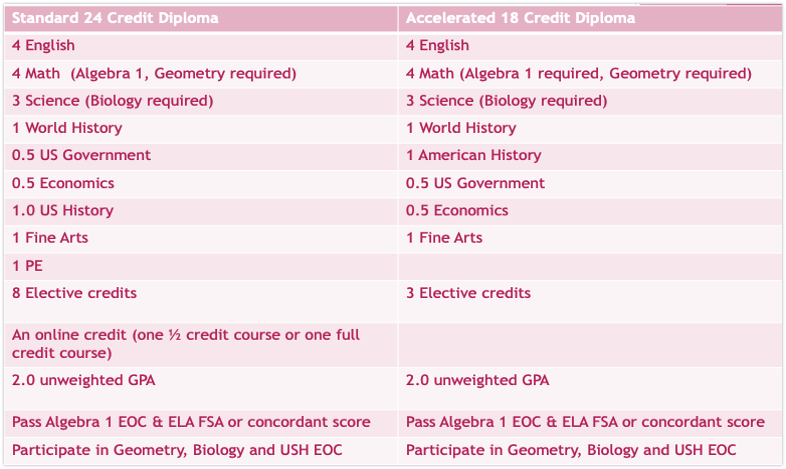 Standard 24 Credit Diploma
Accelerated 18 Credit Diploma
4 English
4 English
4 Math (Algebra 1, Geometry required)
4 Math (Algebra 1 required, Geometry required)
3 Science (Biology required)
3 Science (Biology required)
1 World History
1 World History
0.5 US Government
1 American History
0.5 Economics
0.5 US Government
1.0 US History
0.5 Economics
1 Fine Arts
1 Fine Arts
1 PE
8 Elective credits
3 Elective credits
An online credit (one ½ credit course or one full
credit course)
2.0 unweighted GPA
2.0 unweighted GPA
Pass Algebra 1 EOC & ELA FSA or concordant score
Pass Algebra 1 EOC & ELA FSA or concordant score
Participate in Geometry, Biology and USH EOC
Participate in Geometry, Biology and USH EOC